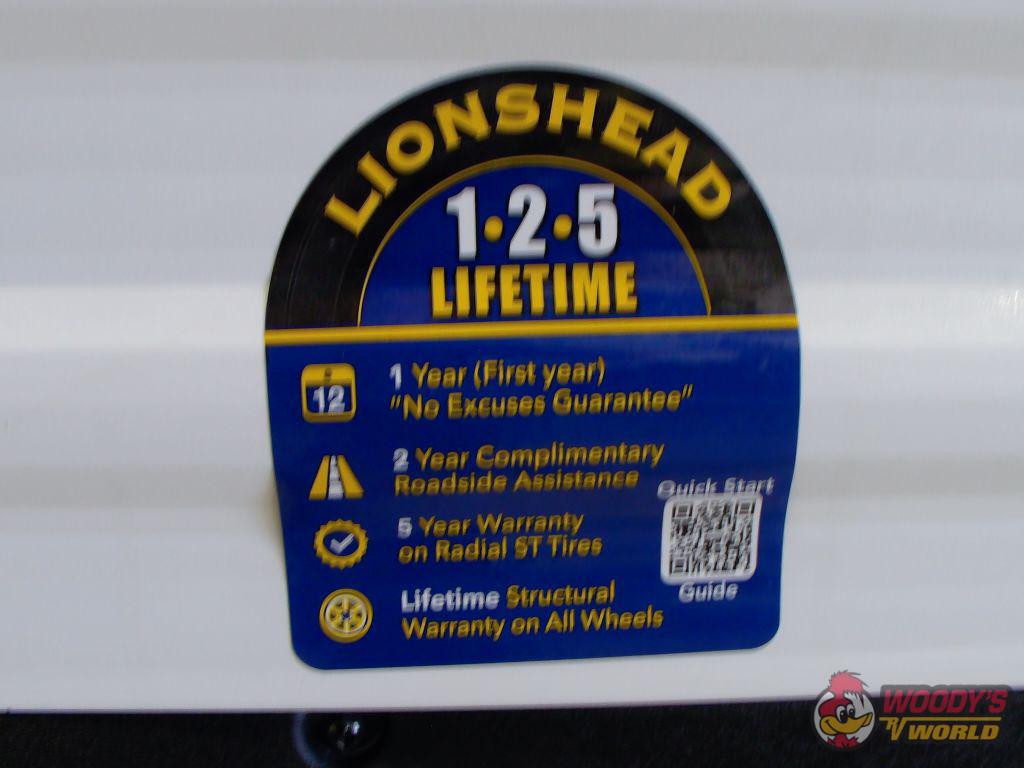 LIONSHEAD
1•2•5
LIFETIME
12
1 Year (First year)
"No Excuses Guarantee"
2 Year Complimentary
Roadside Assistance
5 Year Warranty
on Radial ST Tires
Lifetime Structural
Warranty on All Wheels
Quick Start
Guide
WOODY'S
RV WORLD